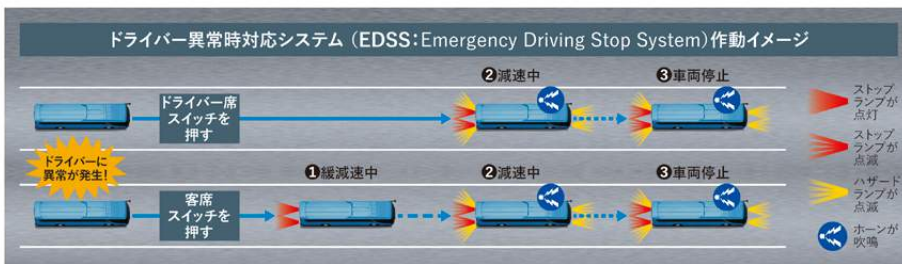 ドライバー異常時対応システム (EDSS:Emergency Driving Stop System)作動イメージ
❷減速中
❸車両停止
ドライバー席
スイッチを
押す
ドライバーに
異常が発生!
❶緩減速中
❷減速中
❸車両停止
客席
スイッチを
押す
ストップ
ランプが
点灯
ストップ
ランプが
点滅
ハザード
ランプが
点滅
ホーンが
吹鳴